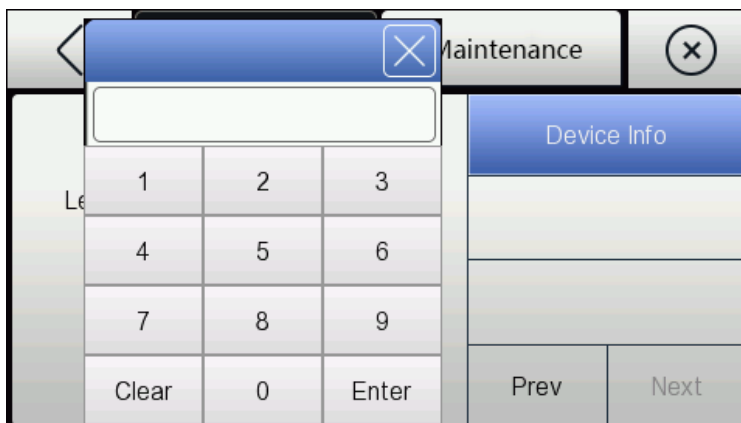 Maintenance
Device Info
1 2 3
4 5 6
7 8 9
Clear 0 Enter
Prev Next